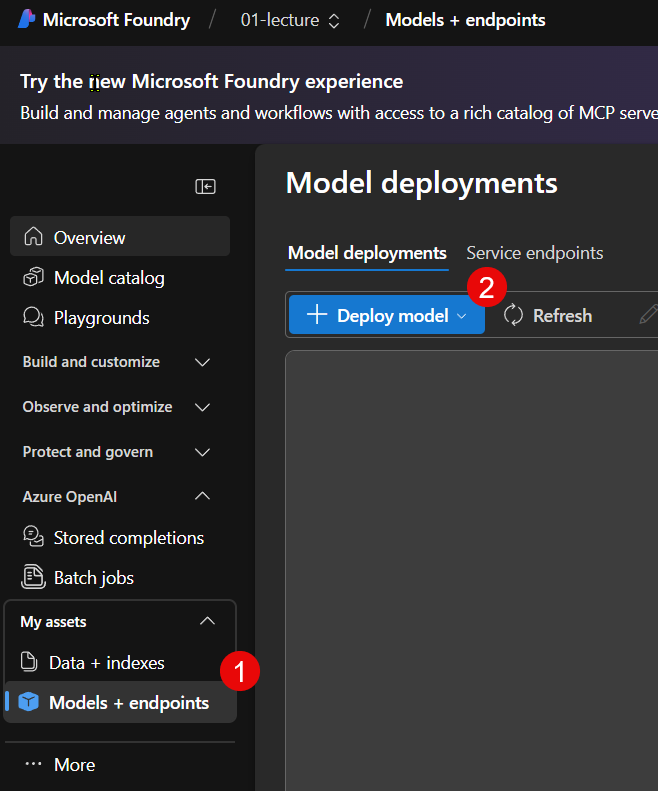 Microsoft Foundry / 01-lecture / Models + endpoints
Try the new Microsoft Foundry experience
Build and manage agents and workflows with access to a rich catalog of MCP serve
Overview
Model catalog
Playgrounds
Build and customize
Observe and optimize
Protect and govern
Azure OpenAI
Stored completions
Batch jobs
My assets
Data + indexes
1
Models + endpoints
... More
Model deployments
Model deployments Service endpoints
2
+ Deploy model Refresh